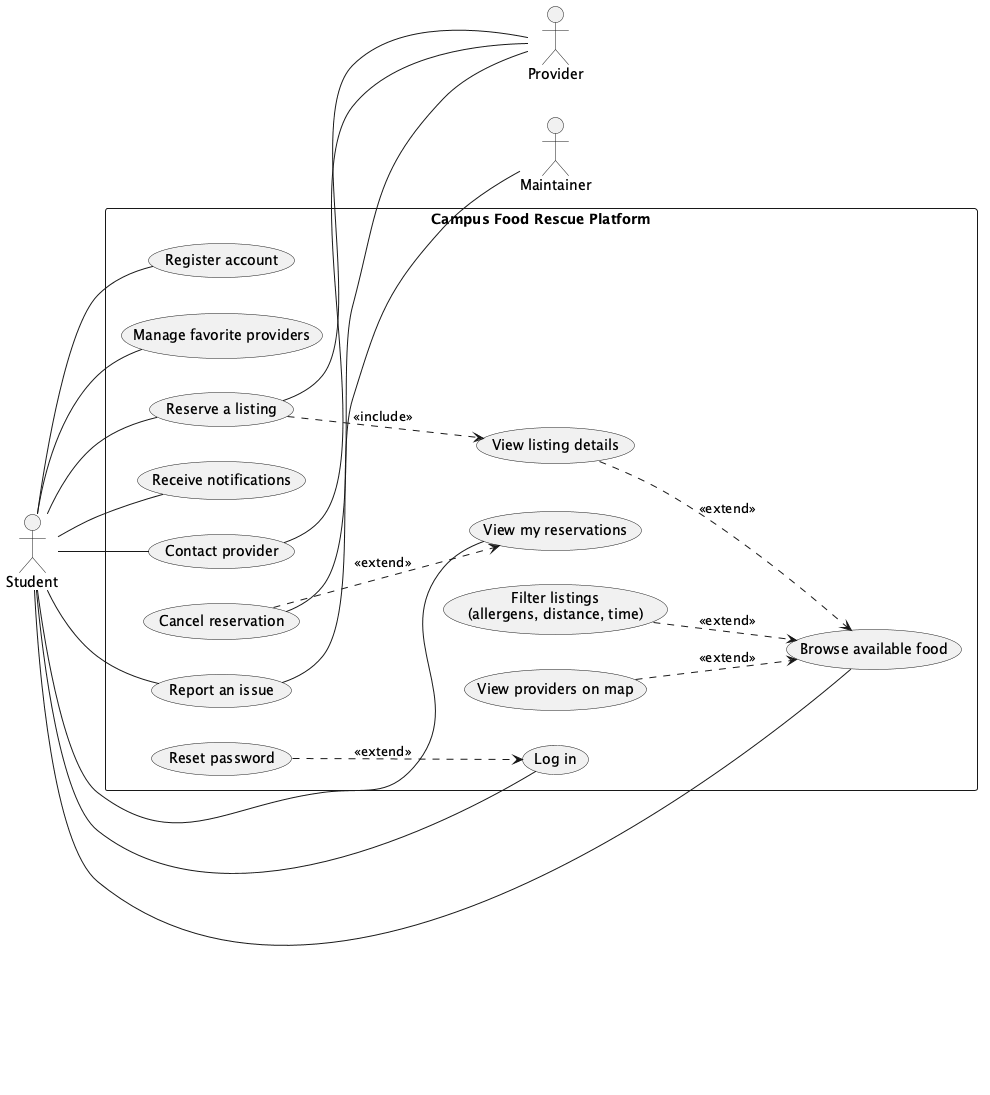 Provider
Maintainer
Campus Food Rescue Platform
Register account
Manage favorite providers
Reserve a listing
«include»
View listing details
Receive notifications
«extend»
Student
Contact provider
View my reservations
«extend»
Cancel reservation
Filter listings
(allergens, distance, time)
«extend»
Browse available food
«extend»
Report an issue
View providers on map
Reset password
«extend»
Log in